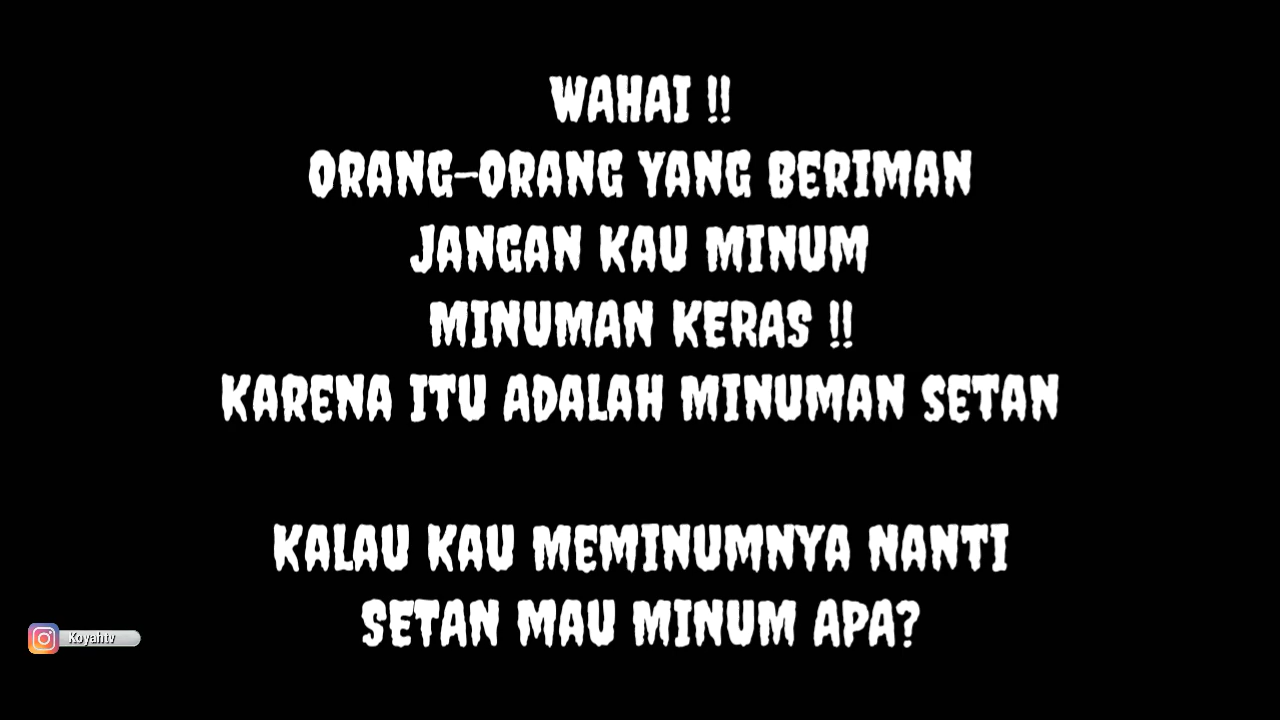 WAHAI !!
ORANG-ORANG YANG BERIMAN
JANGAN KAU MINUM
MINUMAN KERAS !!
KARENA ITU ADALAH MINUMAN SETAN
KALAU KAU MEMINUMNYA NANTI
SETAN MAU MINUM APA?
Koyahtv